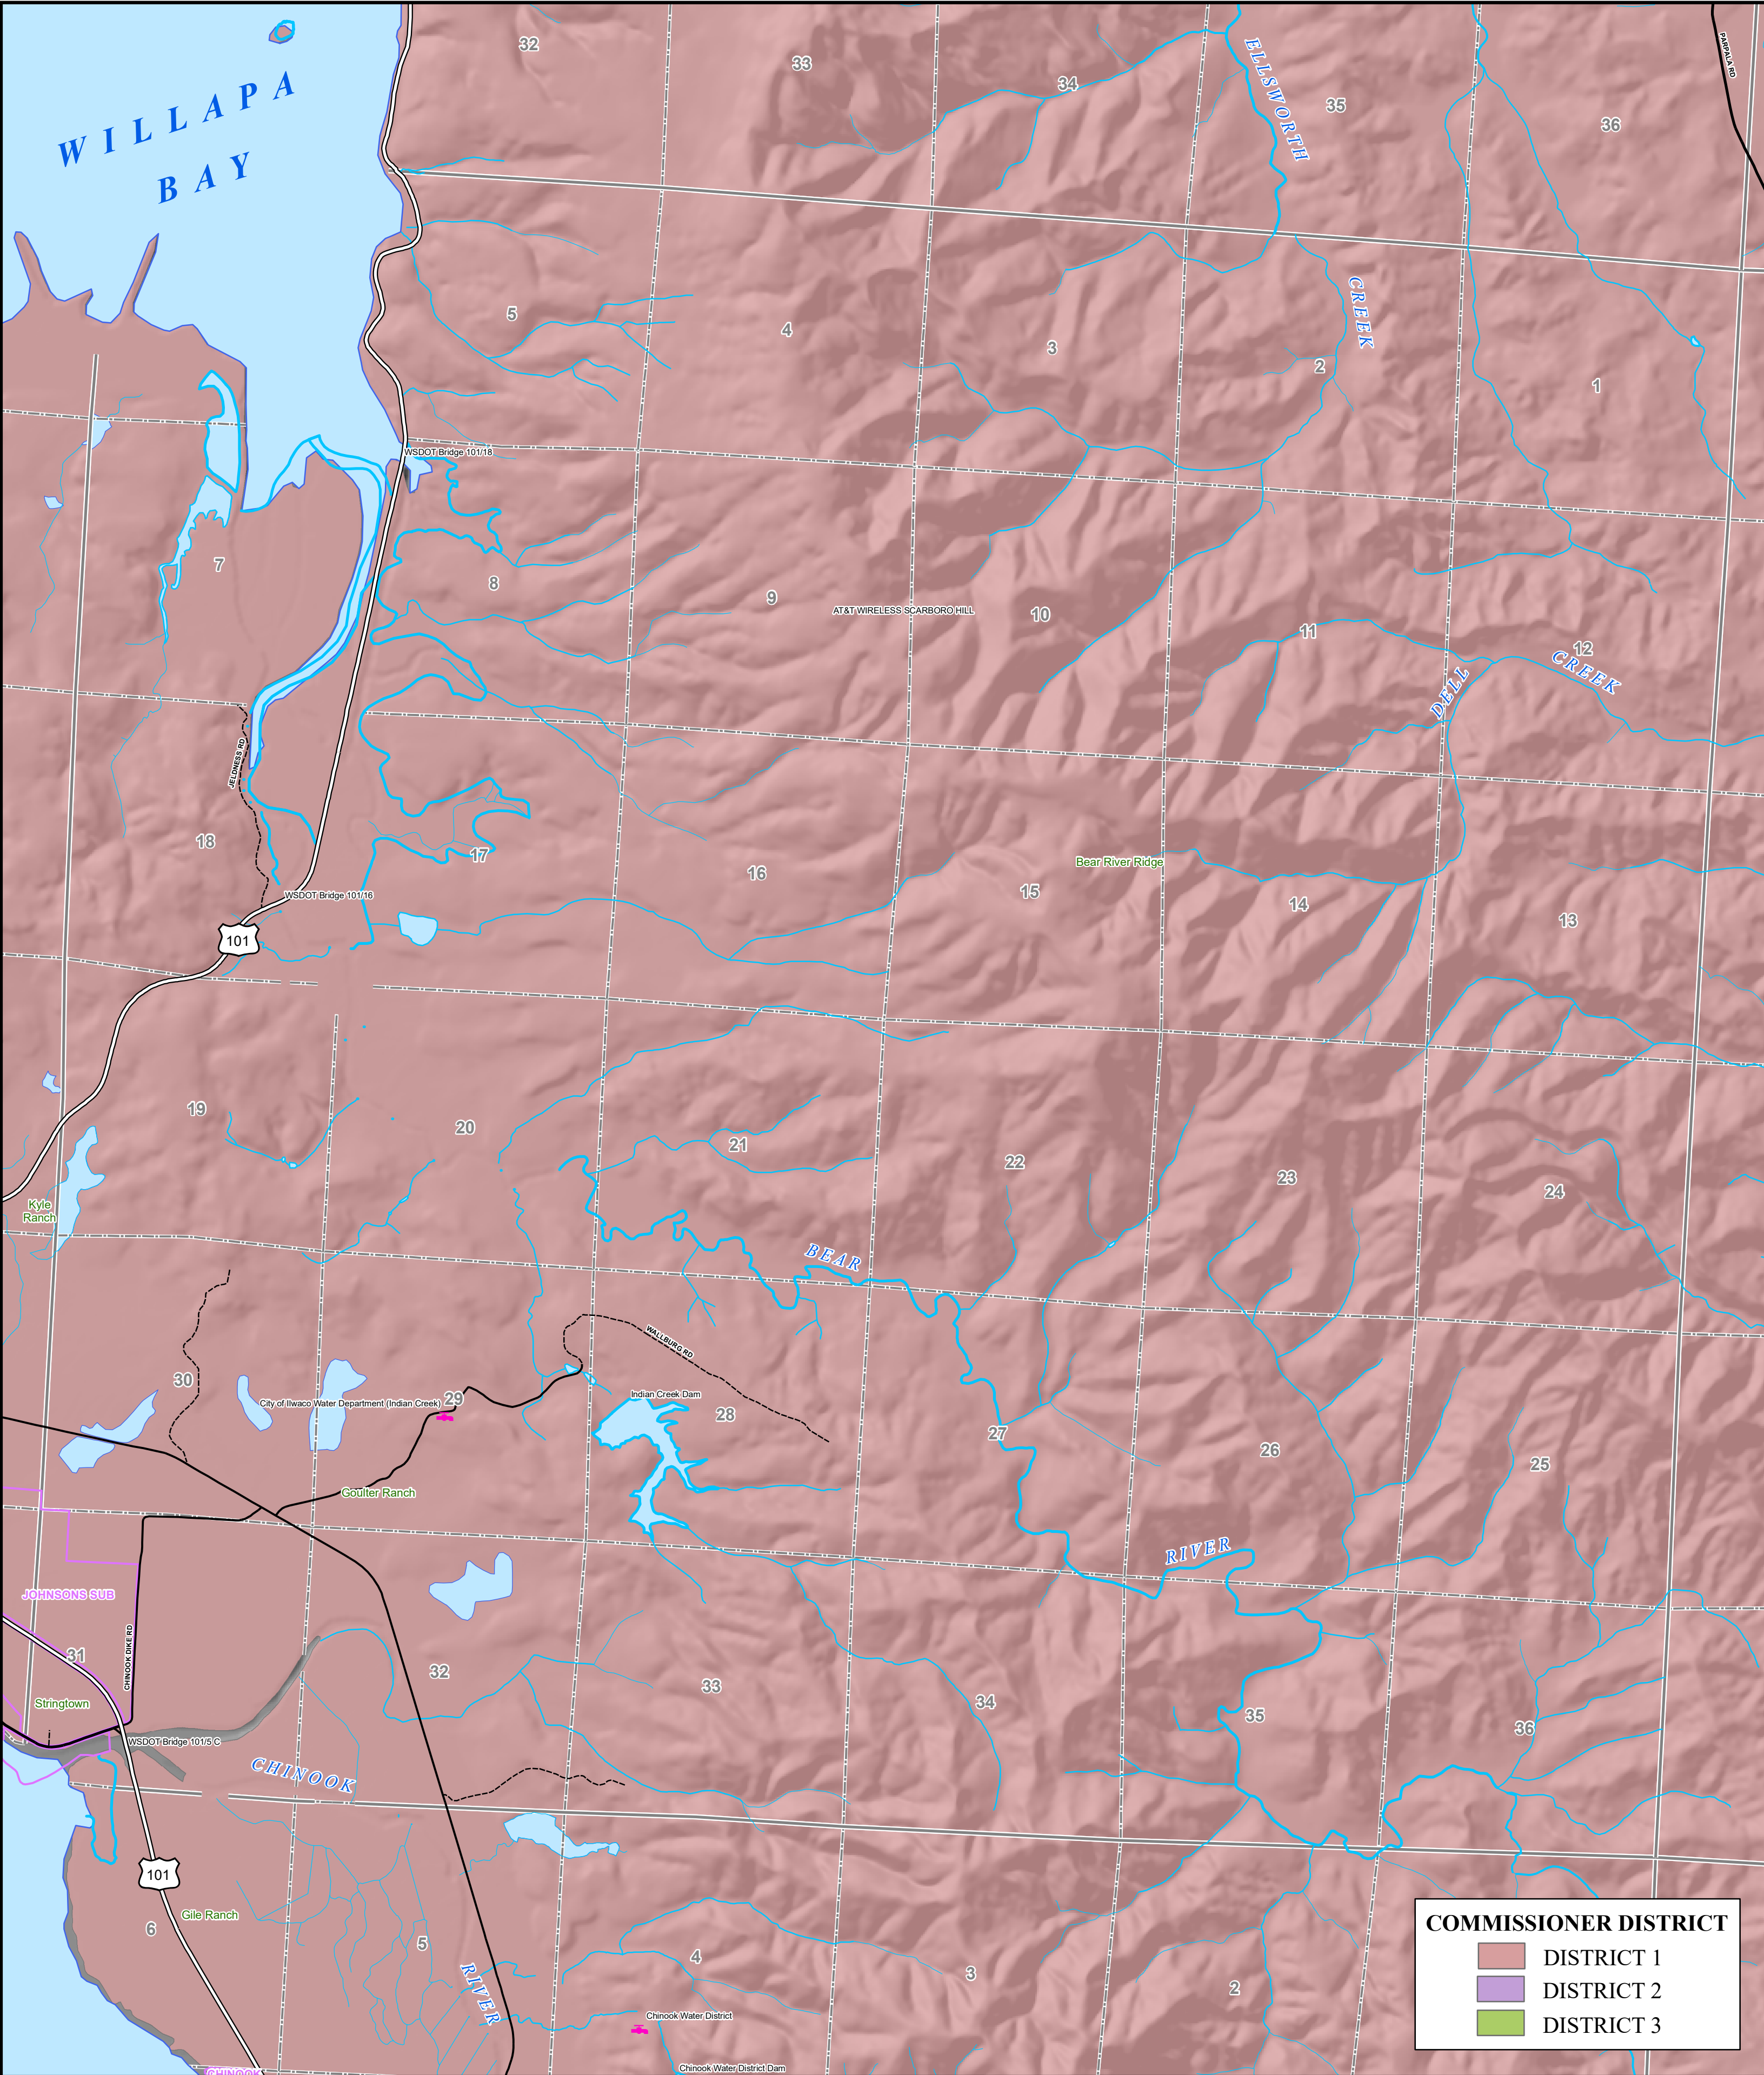 32
33
34
35
36
PARPALA RD
WILLAPA
BAY
ELLSWORTH
CREEK
5
4
3
2
1
WSDOT Bridge 101/18
7
8
9
AT&T WIRELESS SCARBORO HILL
10
11
12
CREEK
DELL
JELDNESS RD
18
17
16
15
Bear River Ridge
14
13
WSDOT Bridge 101/16
101
19
20
21
22
23
24
Kyle
Ranch
BEAR
WALLBURG RD
30
City of Ilwaco Water Department (Indian Creek)
29
Indian Creek Dam
28
27
26
25
Goulter Ranch
RIVER
JOHNSONS SUB
CHINOOK DIKE RD
31
32
33
34
35
36
Stringtown
WSDOT Bridge 101/5 C
CHINOOK
101
Gile Ranch
6
5
4
3
2
RIVER
Chinook Water District
Chinook Water District Dam
CHINOOK
COMMISSIONER DISTRICT
DISTRICT 1
DISTRICT 2
DISTRICT 3